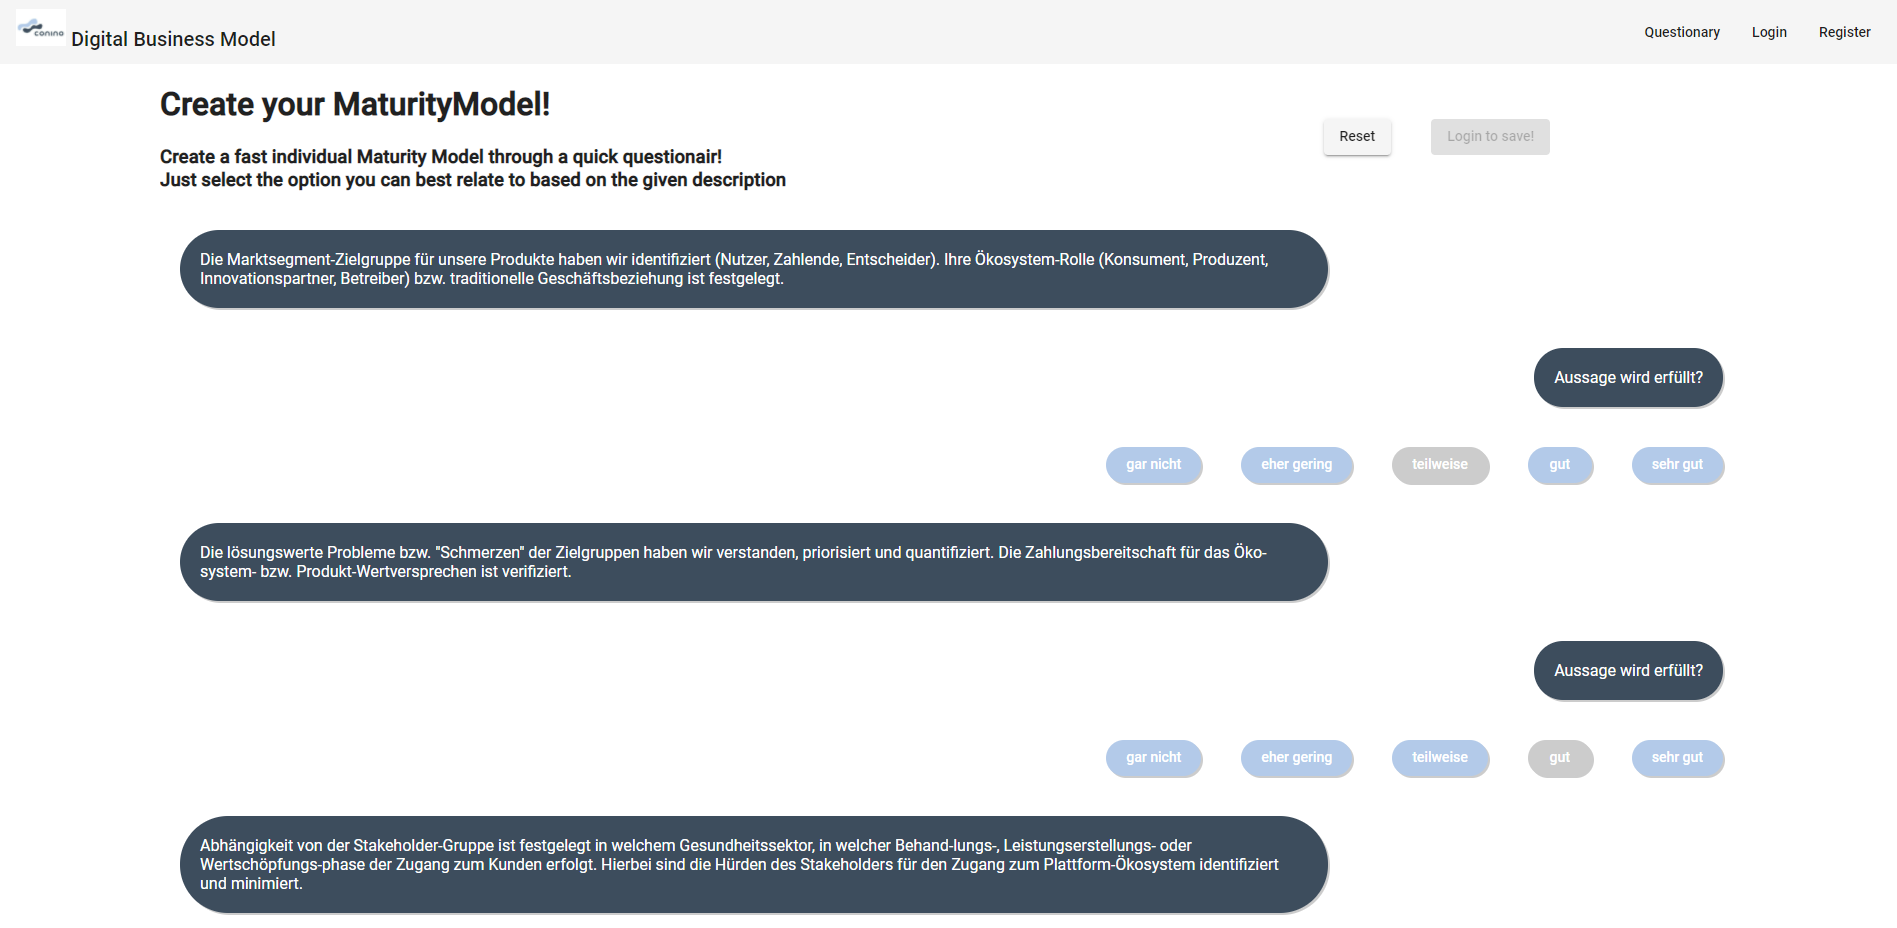 conino
Digital Business Model
Questionary
Login
Register
Create your MaturityModel!
Reset
Login to save!
Create a fast individual Maturity Model through a quick questionair!
Just select the option you can best relate to based on the given description
Die Marktsegment-Zielgruppe für unsere Produkte haben wir identifiziert (Nutzer, Zahlende, Entscheider). Ihre Ökosystem-Rolle (Konsument, Produzent,
Innovationspartner, Betreiber) bzw. traditionelle Geschäftsbeziehung ist festgelegt.
Aussage wird erfüllt?
gar nicht
eher gering
teilweise
gut
sehr gut
Die lösungswerte Probleme bzw. "Schmerzen" der Zielgruppen haben wir verstanden, priorisiert und quantifiziert. Die Zahlungsbereitschaft für das Öko-
system- bzw. Produkt-Wertversprechen ist verifiziert.
Aussage wird erfüllt?
gar nicht
eher gering
teilweise
gut
sehr gut
Abhängigkeit von der Stakeholder-Gruppe ist festgelegt in welchem Gesundheitssektor, in welcher Behand-lungs-, Leistungserstellungs- oder
Wertschöpfungs-phase der Zugang zum Kunden erfolgt. Hierbei sind die Hürden des Stakeholders für den Zugang zum Plattform-Ökosystem identifiziert
und minimiert.